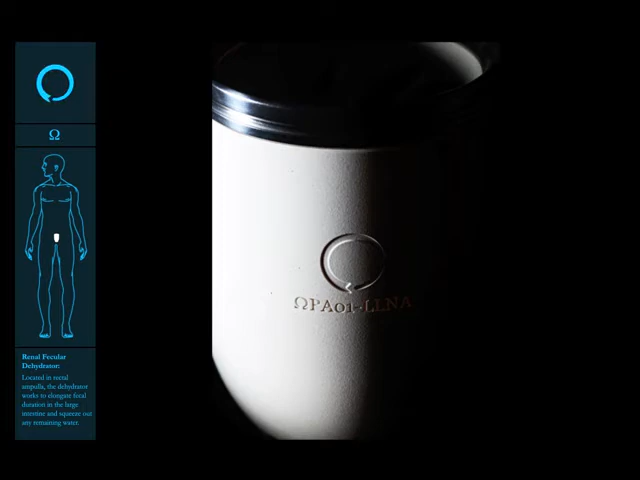 Ω
Renal Fecular
Dehydrator:
Located in rectal
ampulla, the dehydrator
works to elongate fecal
duration in the large
intestine and squeeze out
any remaining water.
ΩPA01-LLNA